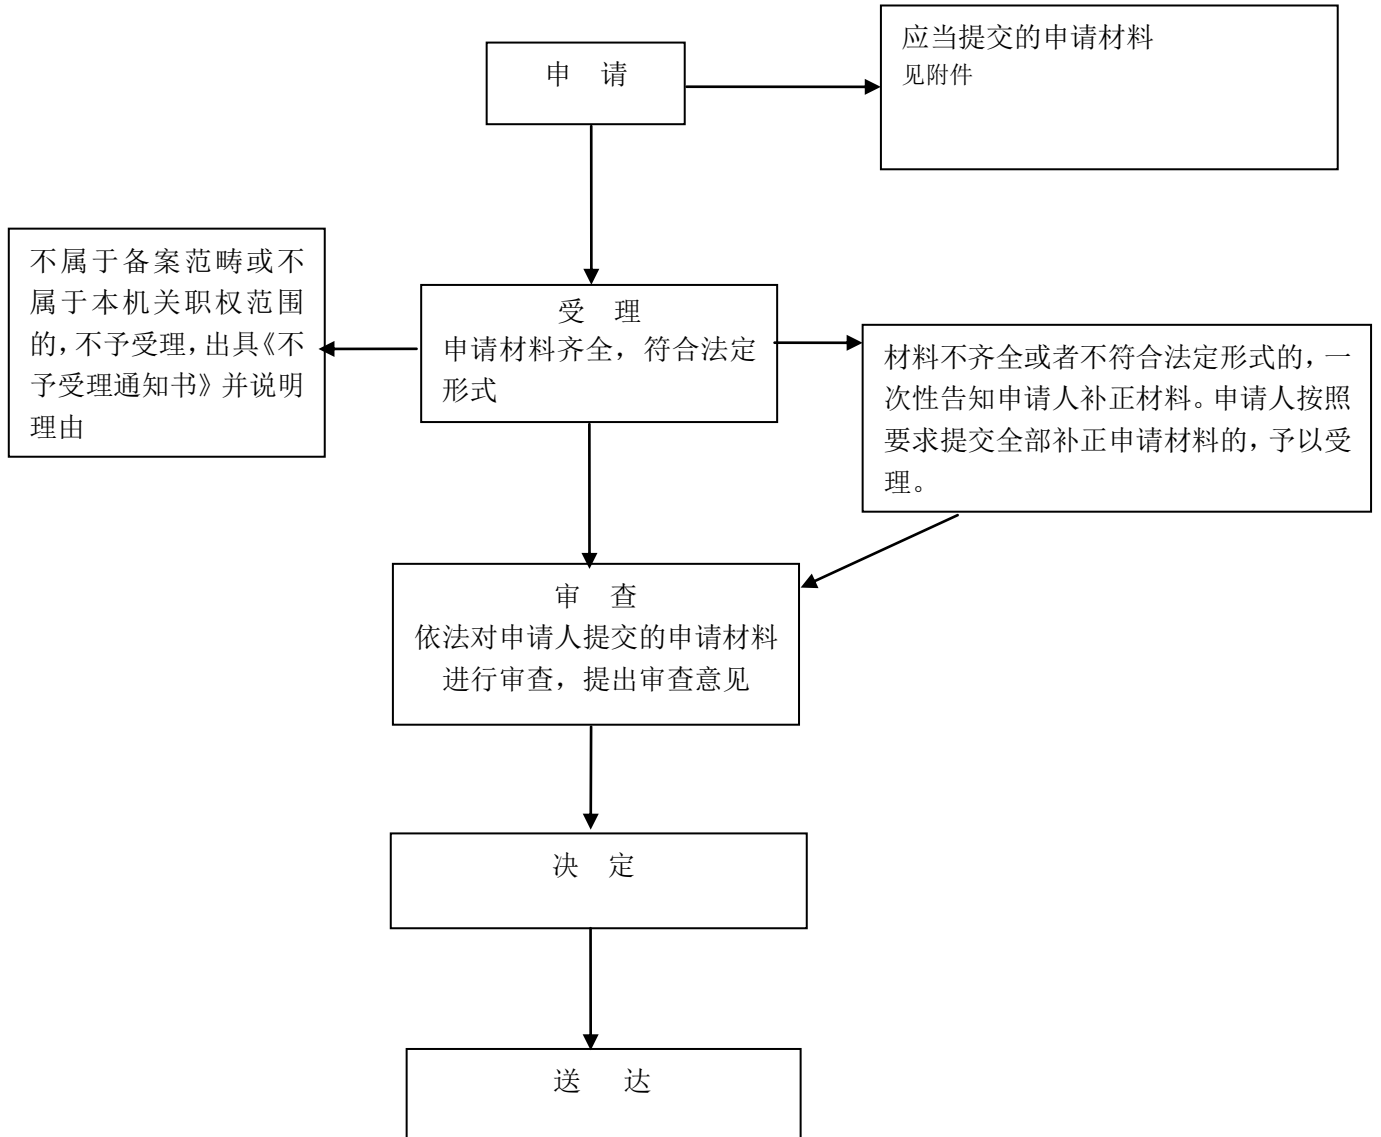 申 请
应当提交的申请材料
见附件
不属于备案范畴或不
属于本机关职权范围
的,不予受理,出具《不
予受理通知书》并说明
理由
受 理
申请材料齐全，符合法定
形式
材料不齐全或者不符合法定形式的，一
次性告知申请人补正材料。申请人按照
要求提交全部补正申请材料的，予以受
理。
审 查
依法对申请人提交的申请材料
进行审查，提出审查意见
决 定
送 达